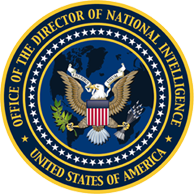 OFFICE OF THE DIRECTOR OF NATIONAL INTELLIGENCE
UNITED STATES OF AMERICA